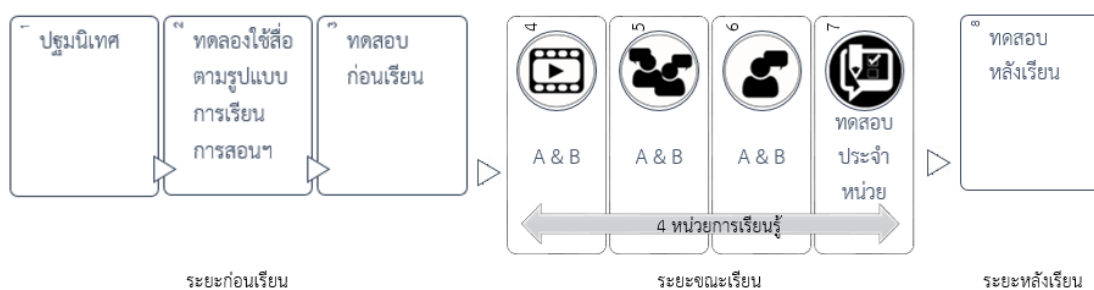 1
ปฐมนิเทศ
2
ทดลองใช้สื่อ
ตามรูปแบบ
การเรียน
การสอนฯ
3
ทดสอบ
ก่อนเรียน
4
A & B
5
A & B
6
A & B
7
ทดสอบ
ประจำ
หน่วย
4 หน่วยการเรียนรู้
8
ทดสอบ
หลังเรียน
ระยะก่อนเรียน
ระยะขณะเรียน
ระยะหลังเรียน